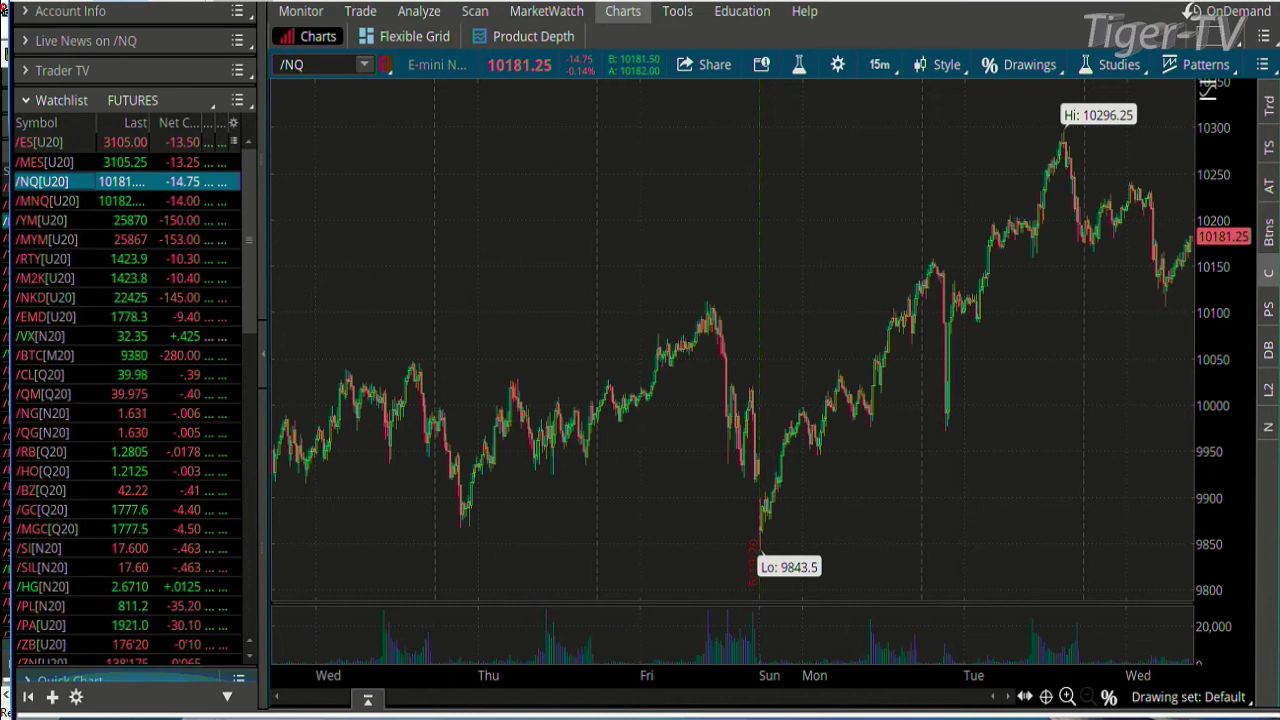 Account Info
Live News on /NQ
Trader TV
Watchlist FUTURES
Symbol Last Net C... ... ...
/ES[U20] 3105.00 -13.50 ... ...
/MES[U20] 3105.25 -13.25 ... ...
/NQ[U20] 10181.... -14.75 ... ...
/MNQ[U20] 10182.... -14.00 ... ...
/YM[U20] 25870 -150.00 ... ...
/MYM[U20] 25867 -153.00 ... ...
/RTY[U20] 1423.9 -10.30 ... ...
/M2K[U20] 1423.8 -10.40 ... ...
/NKD[U20] 22425 -145.00 ... ...
/EMD[U20] 1778.3 -9.40 ... ...
/VX[N20] 32.35 +.425 ... ...
/BTC[M20] 9380 -280.00 ... ...
/CL[Q20] 39.98 -.39 ... ...
/QM[Q20] 39.975 -.40 ... ...
/NG[N20] 1.631 -.006 ... ...
/QG[N20] 1.630 -.005 ... ...
/RB[Q20] 1.2805 -.0178 ... ...
/HO[Q20] 1.2125 -.003 ... ...
/BZ[Q20] 42.22 -.41 ... ...
/GC[Q20] 1777.6 -4.40 ... ...
/MGC[Q20] 1777.5 -4.50 ... ...
/SI[N20] 17.600 -.463 ... ...
/SIL[N20] 17.60 -.463 ... ...
/HG[N20] 2.6710 +.0125 ... ...
/PL[N20] 811.2 -35.20 ... ...
/PA[U20] 1921.0 -30.10 ... ...
/ZB[U20] 176'20 -0'10 ... ...
/ZN[U20] 138'175 0'065
Quick Chart
Monitor Trade Analyze Scan MarketWatch Charts Tools Education Help
OnDemand
Tiger-TV
Charts Flexible Grid Product Depth
/NQ E-mini N... 10181.25 -14.75 -0.14% B: 10181.50 A: 10182.00 Share 15m Style Drawings Studies Patterns
Hi: 10296.25
Lo: 9843.5
10350
10300
10250
10200
10181.25
10150
10100
10050
10000
9950
9900
9850
9800
20,000
Wed Thu Fri Sun Mon Tue Wed
Drawing set: Default
Trd
TS
AT
Btns
C
PS
DB
L2
N